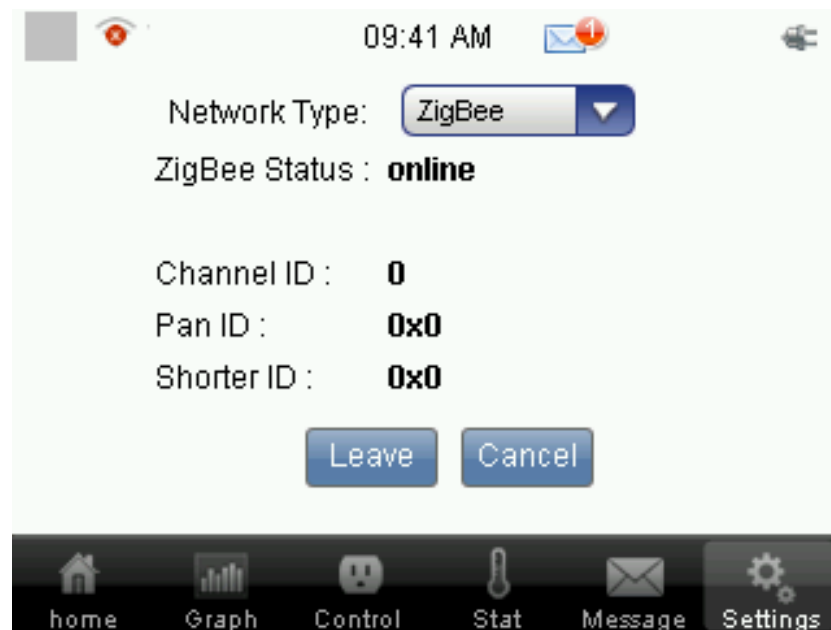 09:41 AM 1
Network Type: ZigBee
ZigBee Status : online
Channel ID : 0
Pan ID : 0x0
Shorter ID : 0x0
Leave Cancel
home Graph Control Stat Message Settings